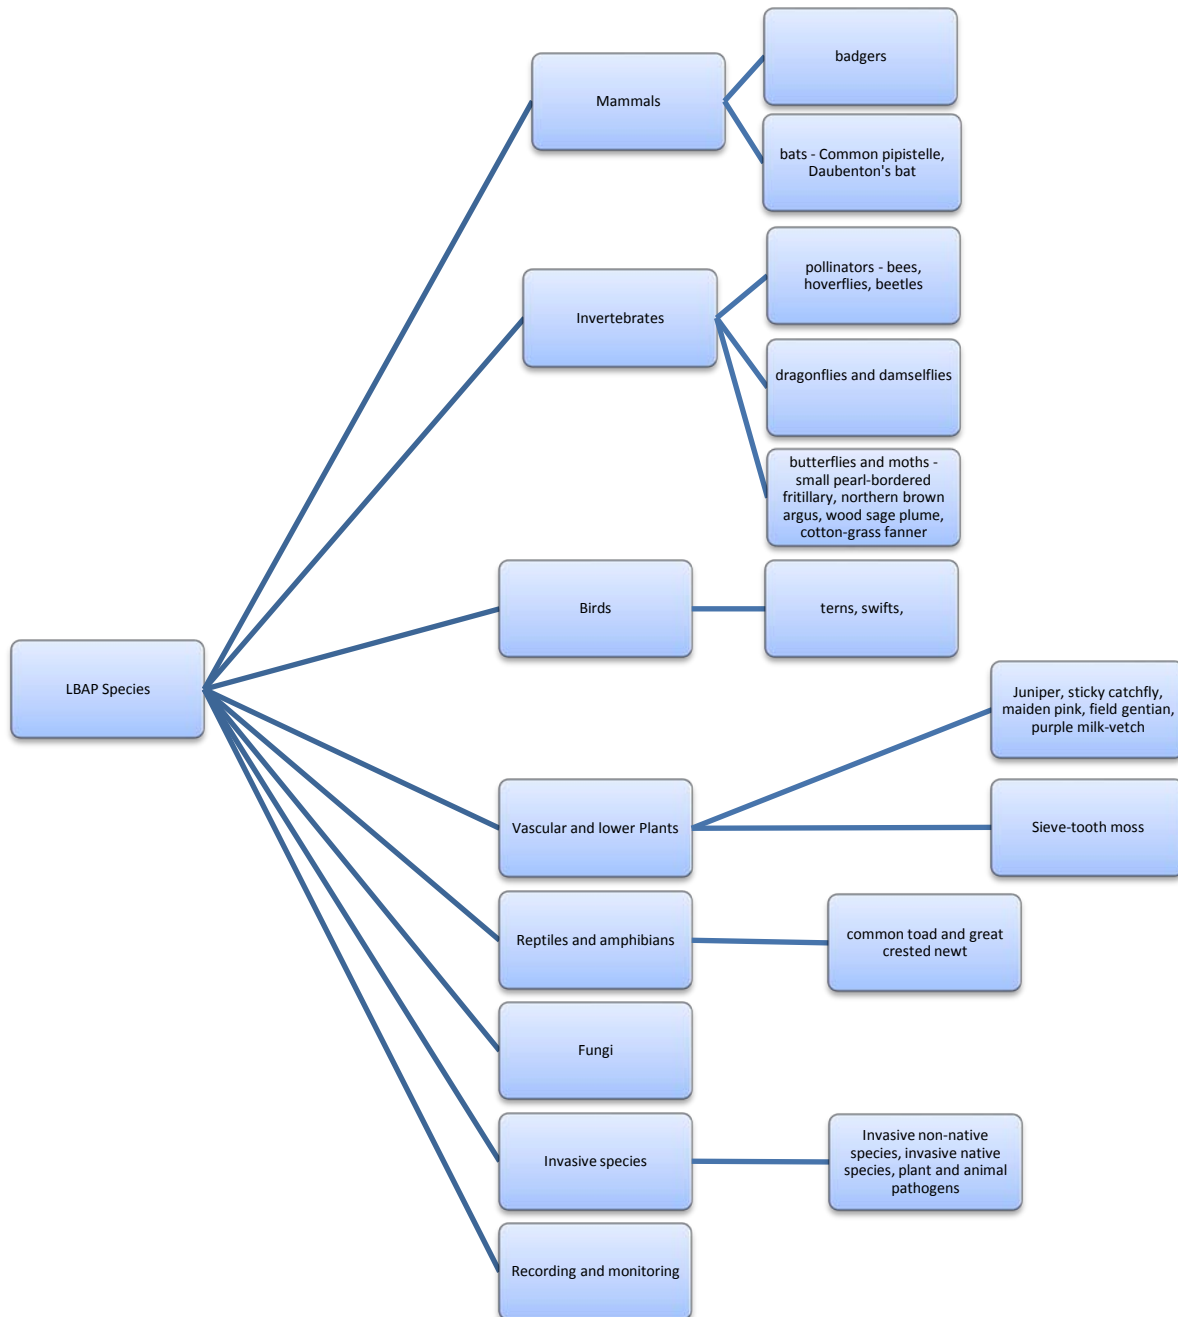 badgers
Mammals
bats - Common pipistelle,
Daubenton's bat
pollinators - bees,
hoverflies, beetles
Invertebrates
dragonflies and damselflies
butterflies and moths -
small pearl-bordered
fritillary, northern brown
argus, wood sage plume,
cotton-grass fanner
Birds
terns, swifts,
LBAP Species
Juniper, sticky catchfly,
maiden pink, field gentian,
purple milk-vetch
Vascular and lower Plants
Sieve-tooth moss
Reptiles and amphibians
common toad and great
crested newt
Fungi
Invasive species
Invasive non-native
species, invasive native
species, plant and animal
pathogens
Recording and monitoring